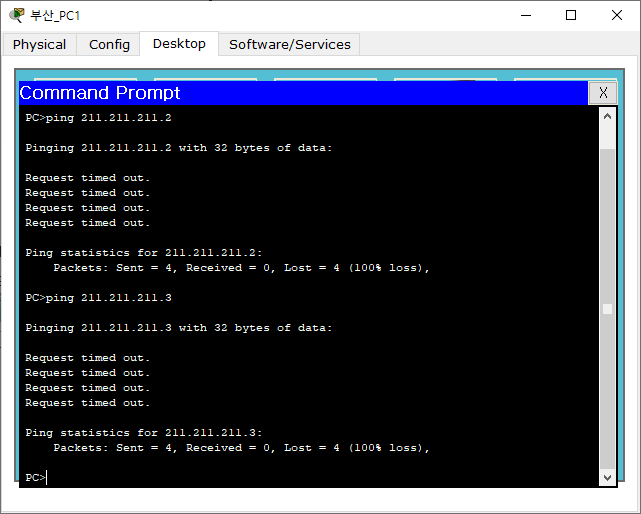 부산_PC1
Physical Config Desktop Software/Services
Command Prompt X
PC>ping 211.211.211.2
Pinging 211.211.211.2 with 32 bytes of data:
Request timed out.
Request timed out.
Request timed out.
Request timed out.
Ping statistics for 211.211.211.2:
Packets: Sent = 4, Received = 0, Lost = 4 (100% loss),
PC>ping 211.211.211.3
Pinging 211.211.211.3 with 32 bytes of data:
Request timed out.
Request timed out.
Request timed out.
Request timed out.
Ping statistics for 211.211.211.3:
Packets: Sent = 4, Received = 0, Lost = 4 (100% loss),
PC>